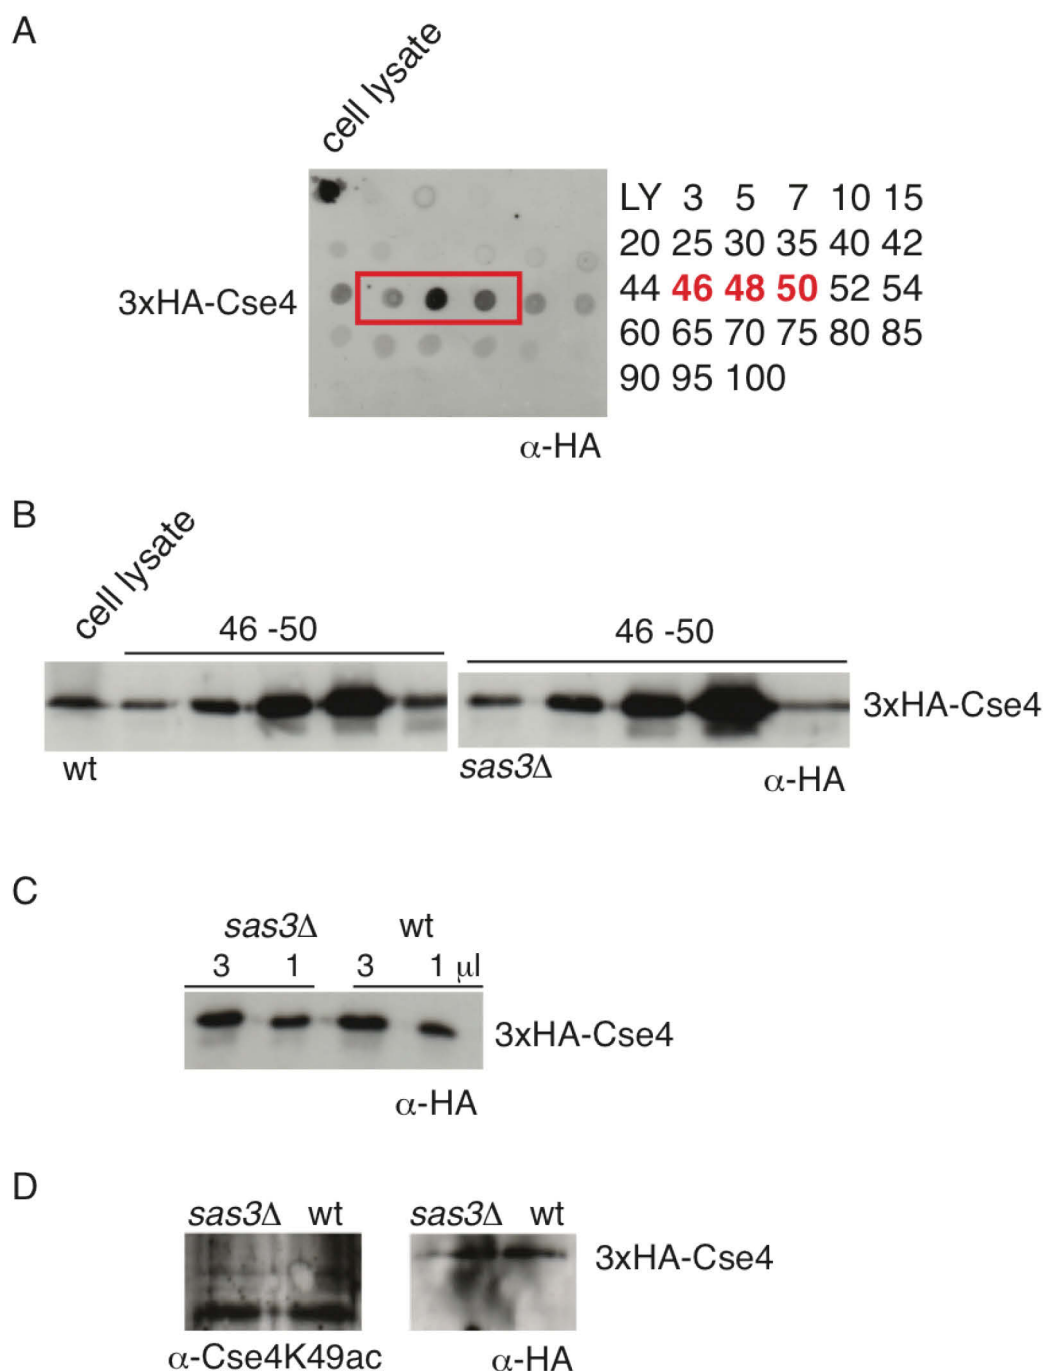 A
cell lysate
3xHA-Cse4
LY 3 5 7 10 15
20 25 30 35 40 42
44 46 48 50 52 54
60 65 70 75 80 85
90 95 100
α-HA
B
cell lysate
46 -50
46 -50
3xHA-Cse4
wt
sas3Δ
α-HA
C
sas3Δ wt
3 1 3 1 μl
3xHA-Cse4
α-HA
D
sas3Δ wt
sas3Δ wt
3xHA-Cse4
α-Cse4K49ac
α-HA